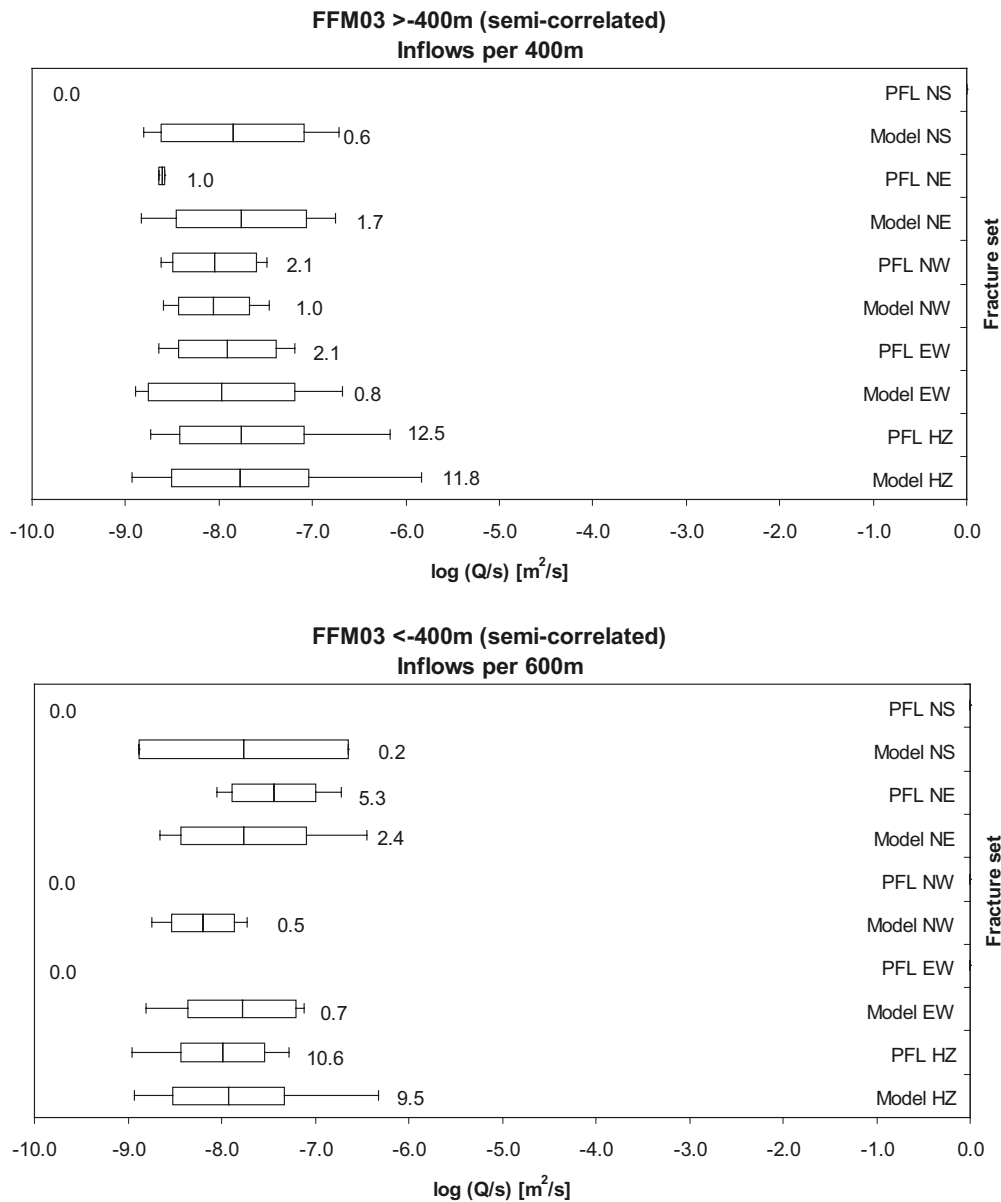 FFM03 >-400m (semi-correlated)
Inflows per 400m
0.0 PFL NS
0.6 Model NS
1.0 PFL NE
1.7 Model NE
2.1 PFL NW
1.0 Model NW
2.1 PFL EW
0.8 Model EW
12.5 PFL HZ
11.8 Model HZ
Fracture set
-10.0 -9.0 -8.0 -7.0 -6.0 -5.0 -4.0 -3.0 -2.0 -1.0 0.0
log (Q/s) [m²/s]
FFM03 <-400m (semi-correlated)
Inflows per 600m
0.0 PFL NS
0.2 Model NS
5.3 PFL NE
2.4 Model NE
0.0 PFL NW
0.5 Model NW
0.0 PFL EW
0.7 Model EW
10.6 PFL HZ
9.5 Model HZ
Fracture set
-10.0 -9.0 -8.0 -7.0 -6.0 -5.0 -4.0 -3.0 -2.0 -1.0 0.0
log (Q/s) [m²/s]